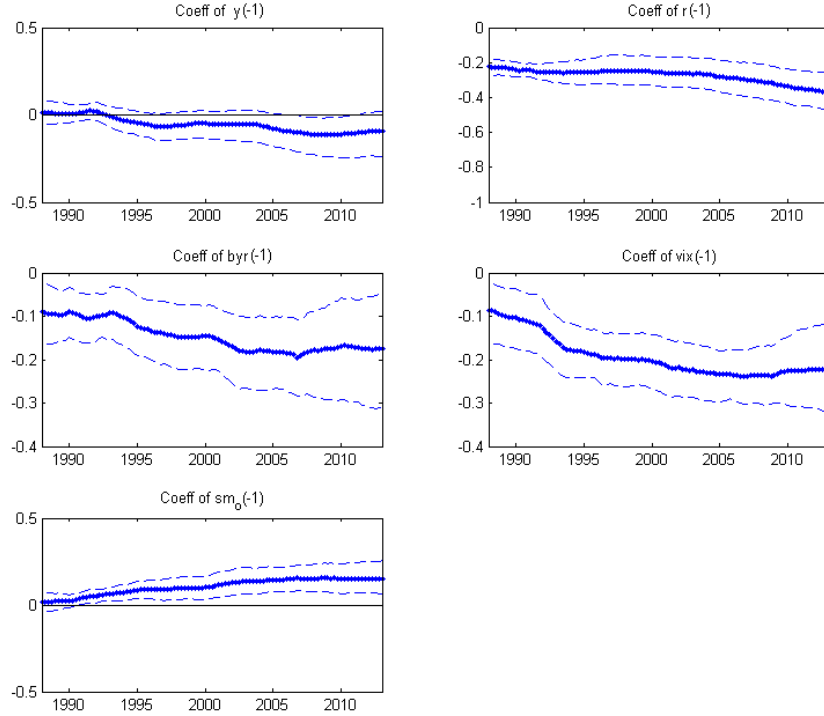 Coeff of y(-1)
0.5
0
-0.5
1990 1995 2000 2005 2010
Coeff of r(-1)
0
-0.2
-0.4
-0.6
-0.8
-1
1990 1995 2000 2005 2010
Coeff of byr(-1)
0
-0.1
-0.2
-0.3
-0.4
1990 1995 2000 2005 2010
Coeff of vix(-1)
0
-0.1
-0.2
-0.3
-0.4
1990 1995 2000 2005 2010
Coeff of sm_o(-1)
0.5
0
-0.5
1990 1995 2000 2005 2010